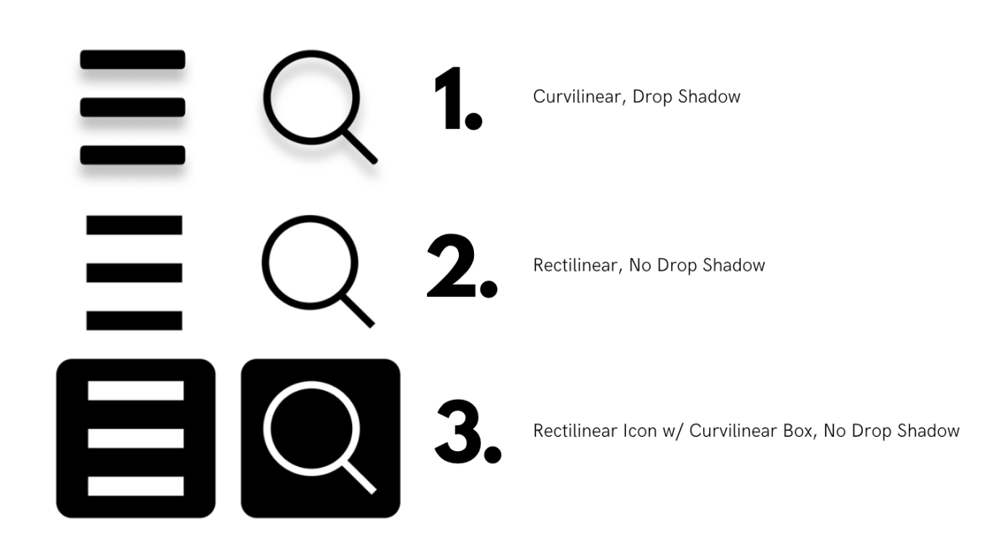 1. Curvilinear, Drop Shadow
2. Rectilinear, No Drop Shadow
3. Rectilinear Icon w/ Curvilinear Box, No Drop Shadow